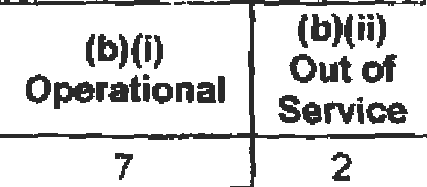 (b)(i)
Operational
(b)(ii)
Out of
Service
7
2